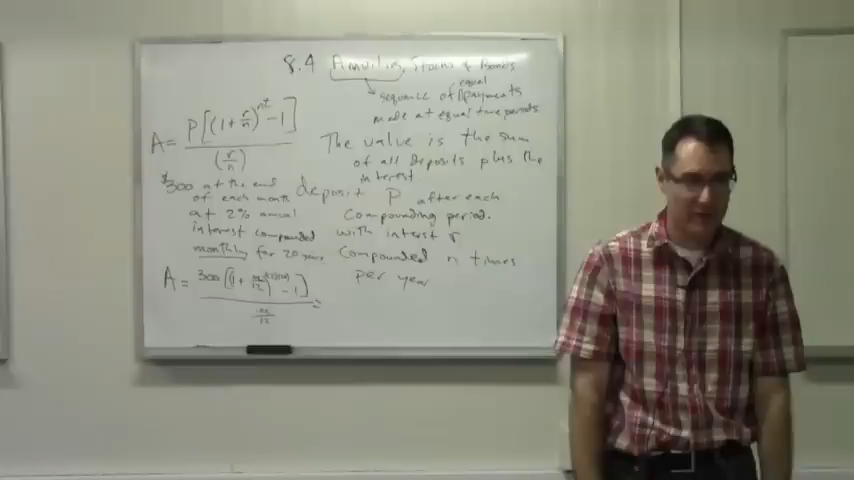 8.4 Annuities, Stocks & Bonds
sequence of equal payments
made at equal time periods
A = P[(1 + r/n)^nt - 1] / (r/n)
The value is the sum
of all deposits plus the
interest
$300 at the end
of each month
at 2% annual
interest compounded
monthly for 20 years
deposit P after each
compounding period.
with interst r
Compounded n times
per year
A = 300[(1 + .02/12)^(12)(20) - 1] / .02/12 =